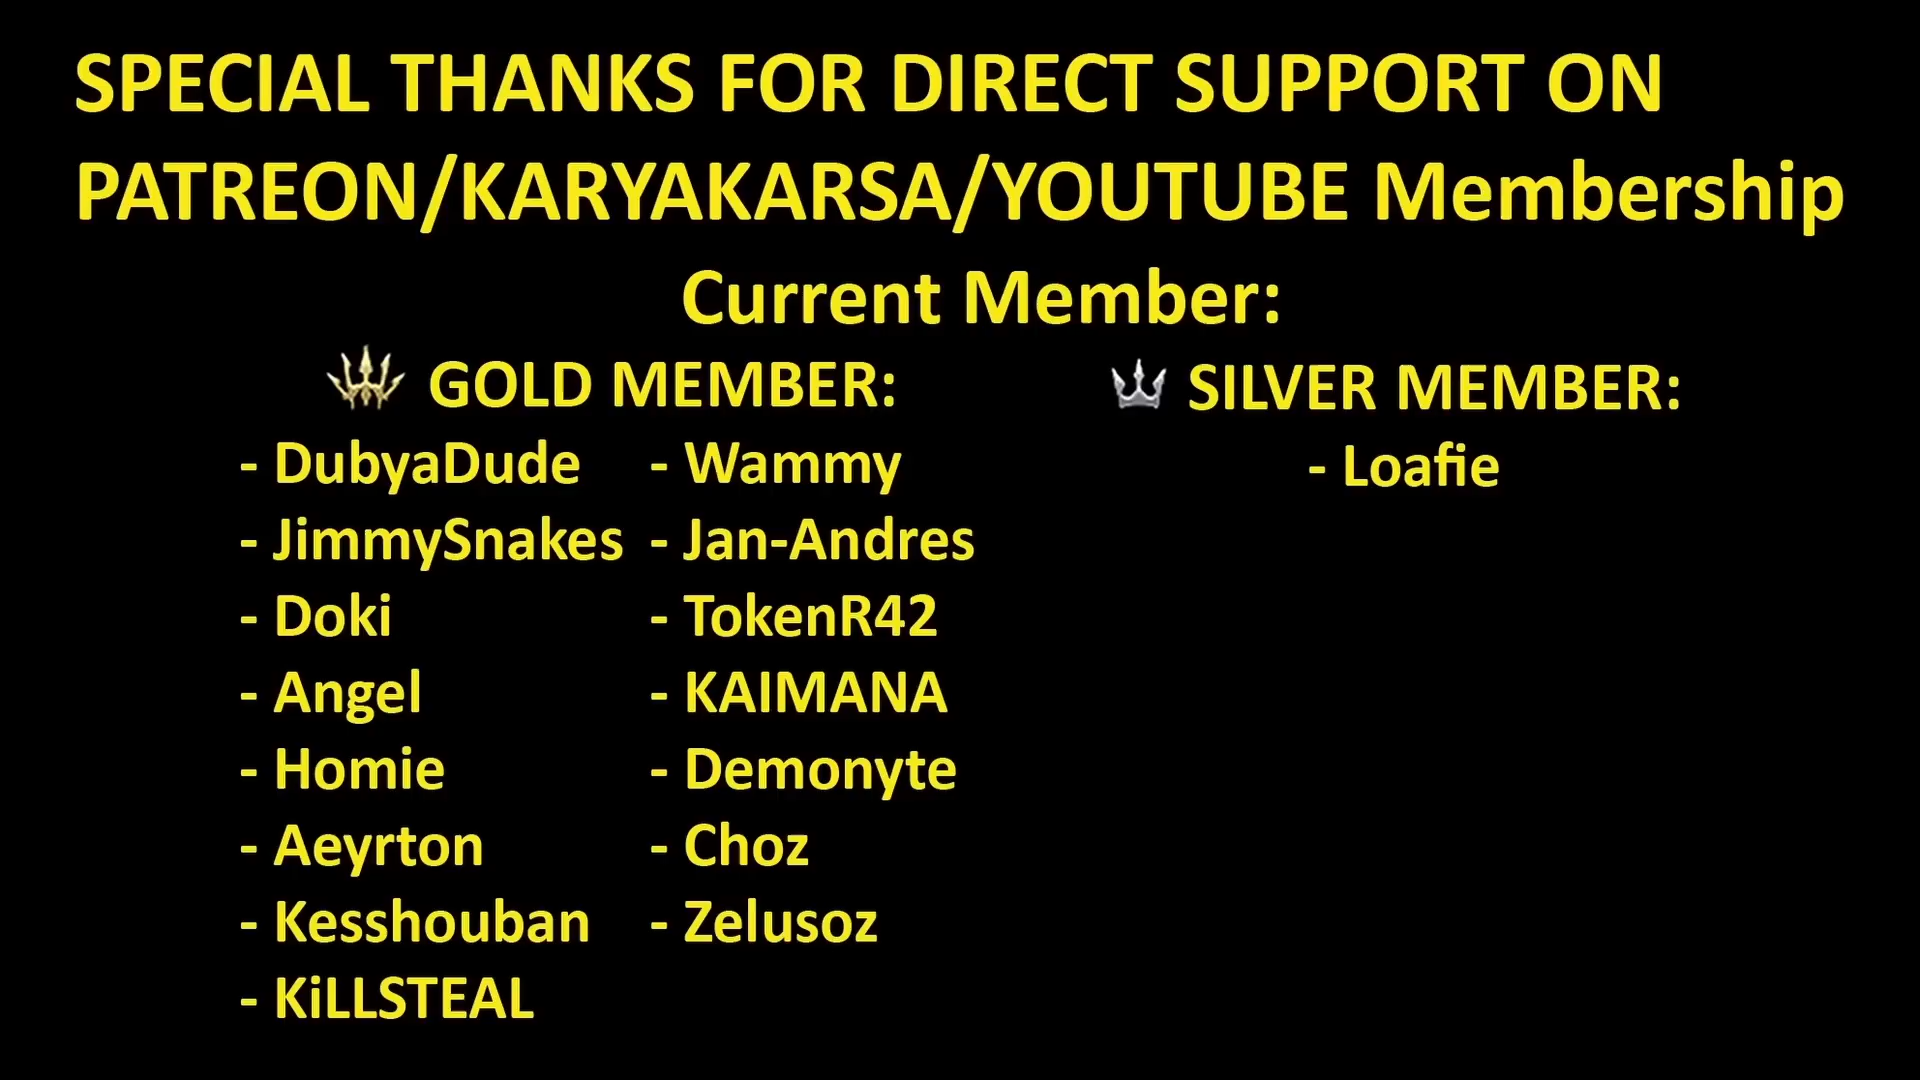 SPECIAL THANKS FOR DIRECT SUPPORT ON
PATREON/KARYAKARSA/YOUTUBE Membership
Current Member:
GOLD MEMBER:
- DubyaDude
- JimmySnakes
- Doki
- Angel
- Homie
- Aeyrton
- Kesshouban
- KiLLSTEAL
- Wammy
- Jan-Andres
- TokenR42
- KAIMANA
- Demonyte
- Choz
- Zelusoz
SILVER MEMBER:
- Loafie